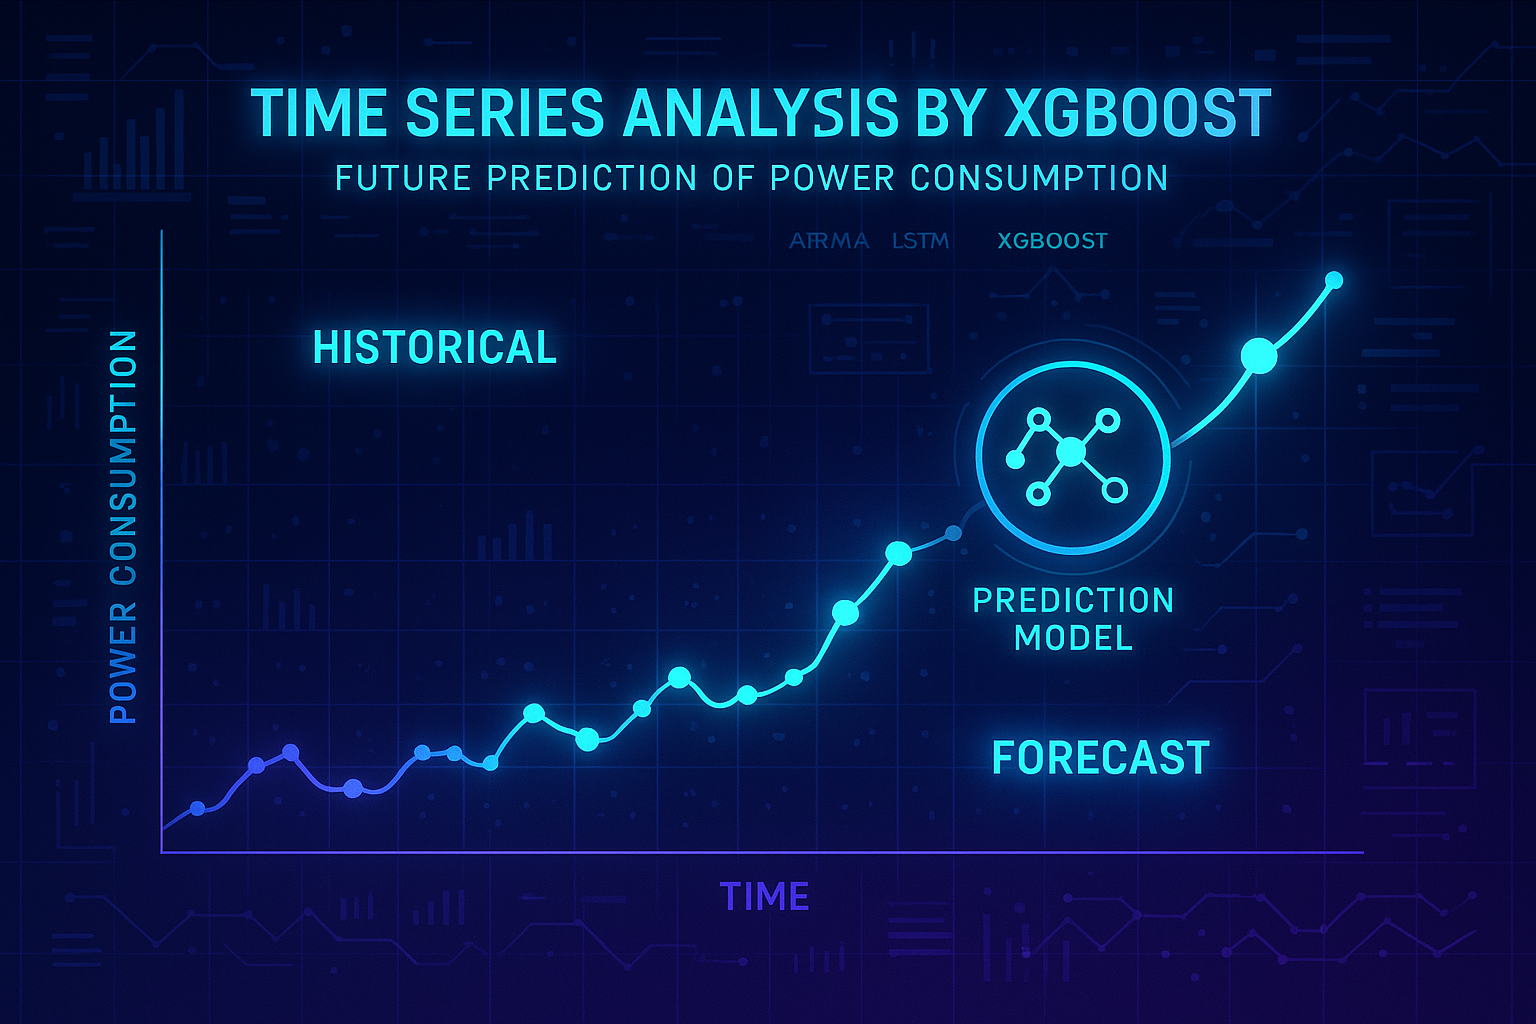 TIME SERIES ANALYSIS BY XGBOOST
FUTURE PREDICTION OF POWER CONSUMPTION
LSTM XGBOOST
HISTORICAL
POWER CONSUMPTION
PREDICTION
MODEL
FORECAST
TIME